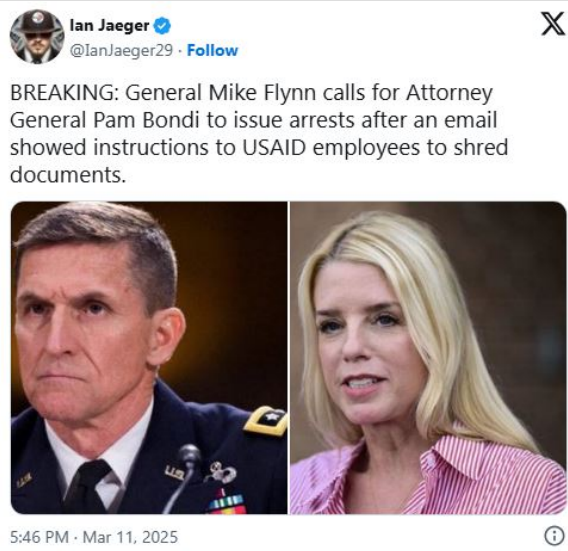 Ian Jaeger
@IanJaeger29 · Follow
BREAKING: General Mike Flynn calls for Attorney
General Pam Bondi to issue arrests after an email
showed instructions to USAID employees to shred
documents.
U.S.
5:46 PM · Mar 11, 2025